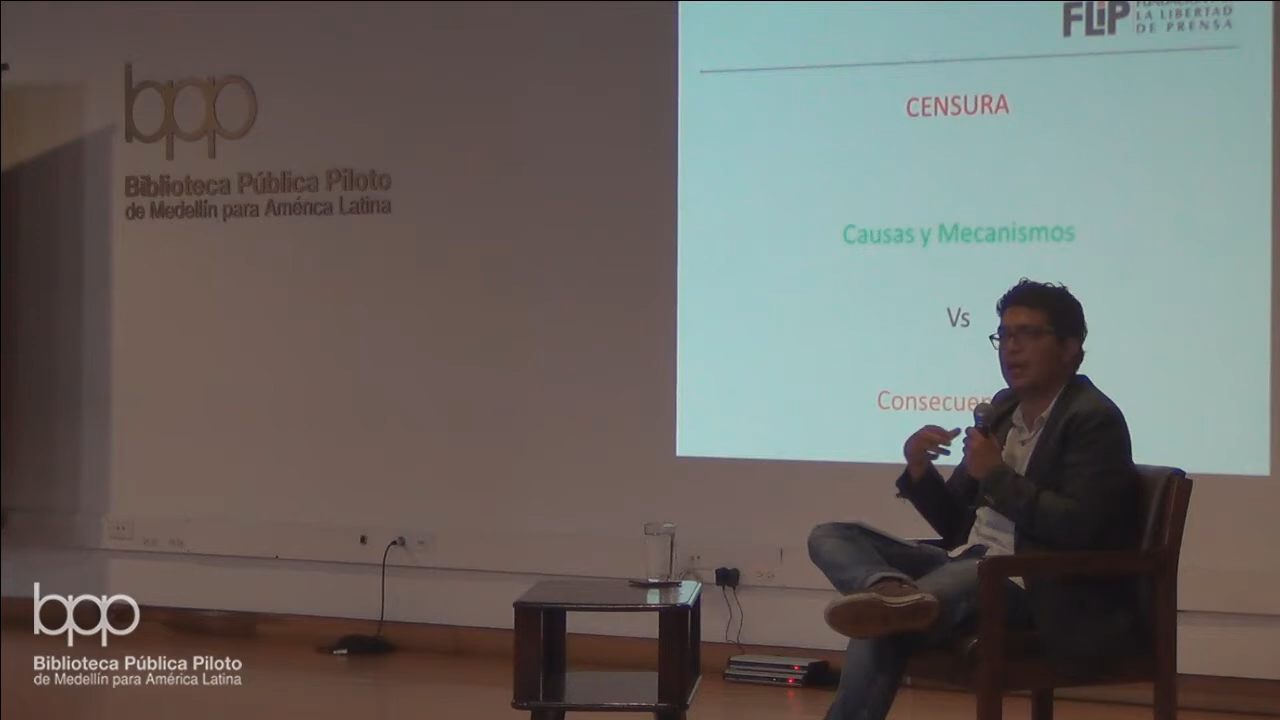 bpp
Biblioteca Pública Piloto
de Medellín para América Latina
FLiP
LA LIBERTAD
DE PRENSA
CENSURA
Causas y Mecanismos
Vs
bpp
Biblioteca Pública Piloto
de Medellín para América Latina